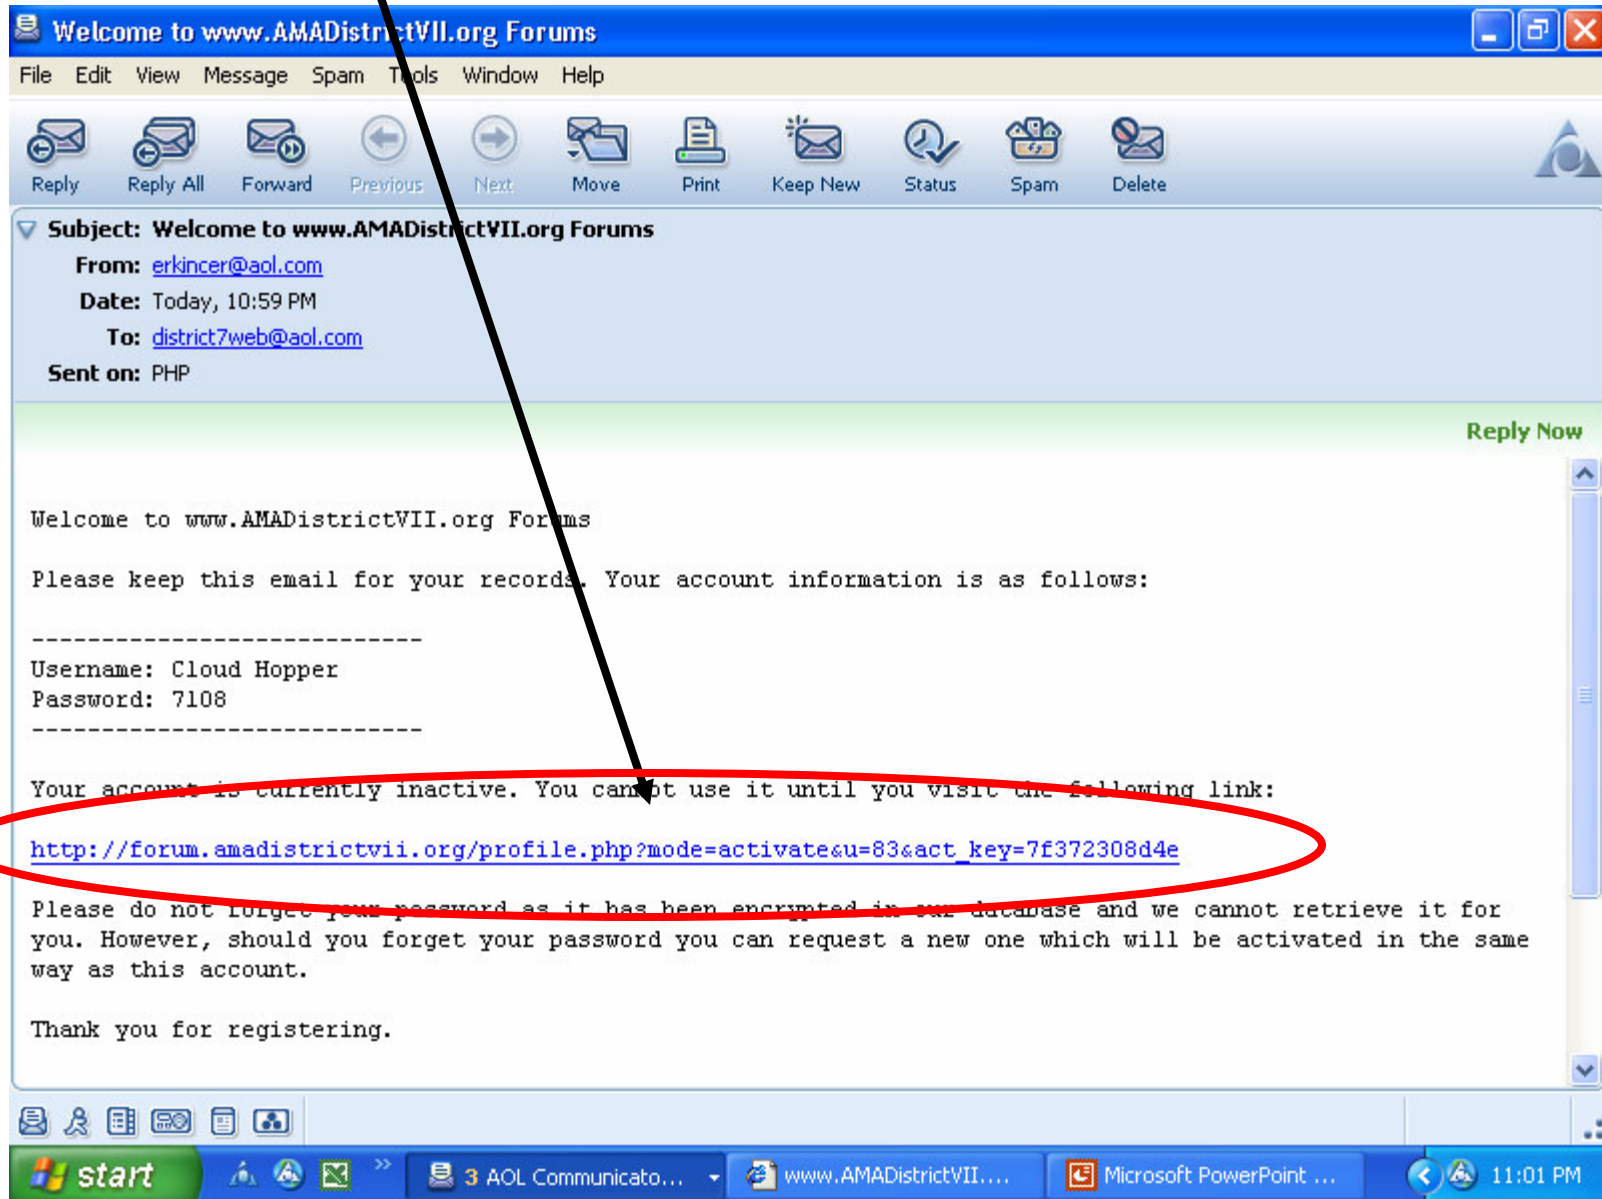 Welcome to www.AMADistrictVII.org Forums
File Edit View Message Spam Tools Window Help
Reply Reply All Forward Previous Next Move Print Keep New Status Spam Delete
Subject: Welcome to www.AMADistrictVII.org Forums
From: erkincer@aol.com
Date: Today, 10:59 PM
To: district7web@aol.com
Sent on: PHP
Reply Now
Welcome to www.AMADistrictVII.org Forums
Please keep this email for your records. Your account information is as follows:
----------------------------
Username: Cloud Hopper
Password: 7108
----------------------------
Your account is currently inactive. You cannot use it until you visit the following link:
http://forum.amadistrictvii.org/profile.php?mode=activate&u=83&act_key=7f372308d4e
Please do not forget your password as it has been encrypted in our database and we cannot retrieve it for
you. However, should you forget your password you can request a new one which will be activated in the same
way as this account.
Thank you for registering.
start » 3 AOL Communicato... www.AMADistrictVII.... Microsoft PowerPoint ... 11:01 PM